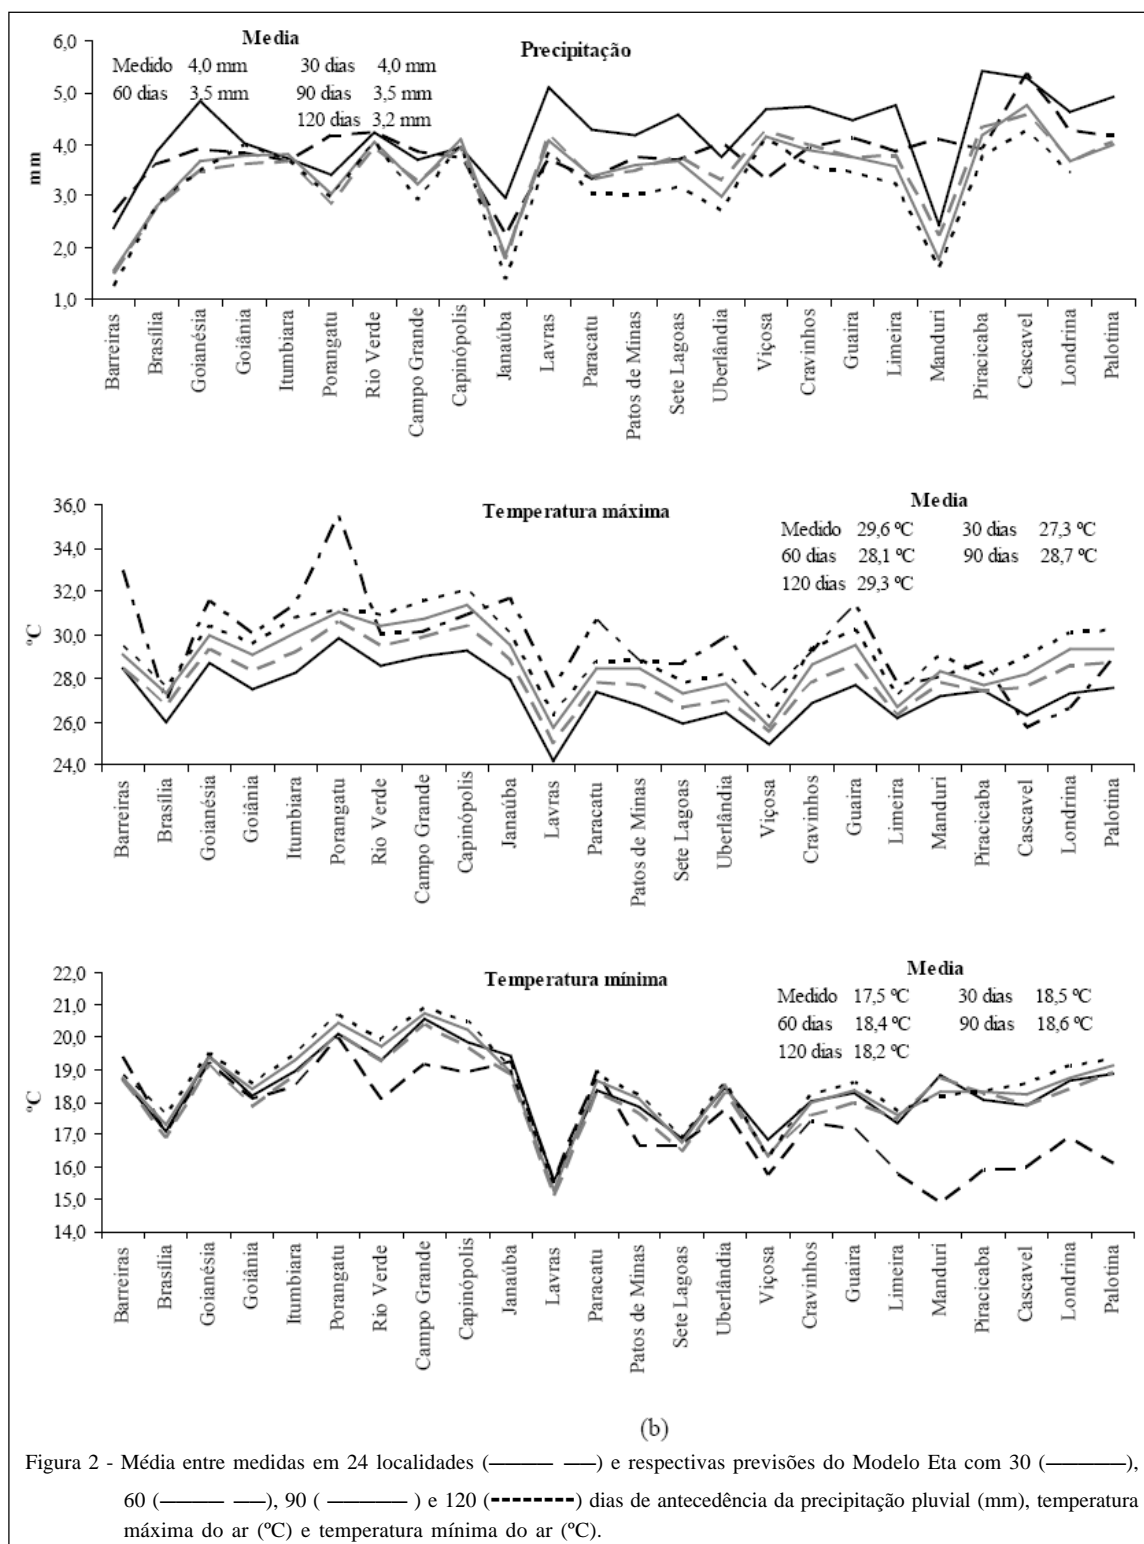 Media
Medido 4,0 mm 30 dias 4,0 mm
60 dias 3,5 mm 90 dias 3,5 mm
120 dias 3,2 mm
Precipitação
mm
6,0
5,0
4,0
3,0
2,0
1,0
Barreiras
Brasília
Goianésia
Goiânia
Itumbiara
Porangatu
Rio Verde
Campo Grande
Capinópolis
Janaúba
Lavras
Paracatu
Patos de Minas
Sete Lagoas
Uberlândia
Viçosa
Cravinhos
Guaira
Limeira
Manduri
Piracicaba
Cascavel
Londrina
Palotina
Temperatura máxima
Media
Medido 29,6 ºC 30 dias 27,3 ºC
60 dias 28,1 ºC 90 dias 28,7 ºC
120 dias 29,3 ºC
ºC
36,0
34,0
32,0
30,0
28,0
26,0
24,0
Barreiras
Brasília
Goianésia
Goiânia
Itumbiara
Porangatu
Rio Verde
Campo Grande
Capinópolis
Janaúba
Lavras
Paracatu
Patos de Minas
Sete Lagoas
Uberlândia
Viçosa
Cravinhos
Guaira
Limeira
Manduri
Piracicaba
Cascavel
Londrina
Palotina
Temperatura mínima
Media
Medido 17,5 ºC 30 dias 18,5 ºC
60 dias 18,4 ºC 90 dias 18,6 ºC
120 dias 18,2 ºC
ºC
22,0
21,0
20,0
19,0
18,0
17,0
16,0
15,0
14,0
Barreiras
Brasília
Goianésia
Goiânia
Itumbiara
Porangatu
Rio Verde
Campo Grande
Capinópolis
Janaúba
Lavras
Paracatu
Patos de Minas
Sete Lagoas
Uberlândia
Viçosa
Cravinhos
Guaira
Limeira
Manduri
Piracicaba
Cascavel
Londrina
Palotina
(b)
Figura 2 - Média entre medidas em 24 localidades (——— —–) e respectivas previsões do Modelo Eta com 30 (————),
60 (——— —–), 90 ( ———— ) e 120 (---------) dias de antecedência da precipitação pluvial (mm), temperatura
máxima do ar (ºC) e temperatura mínima do ar (ºC).